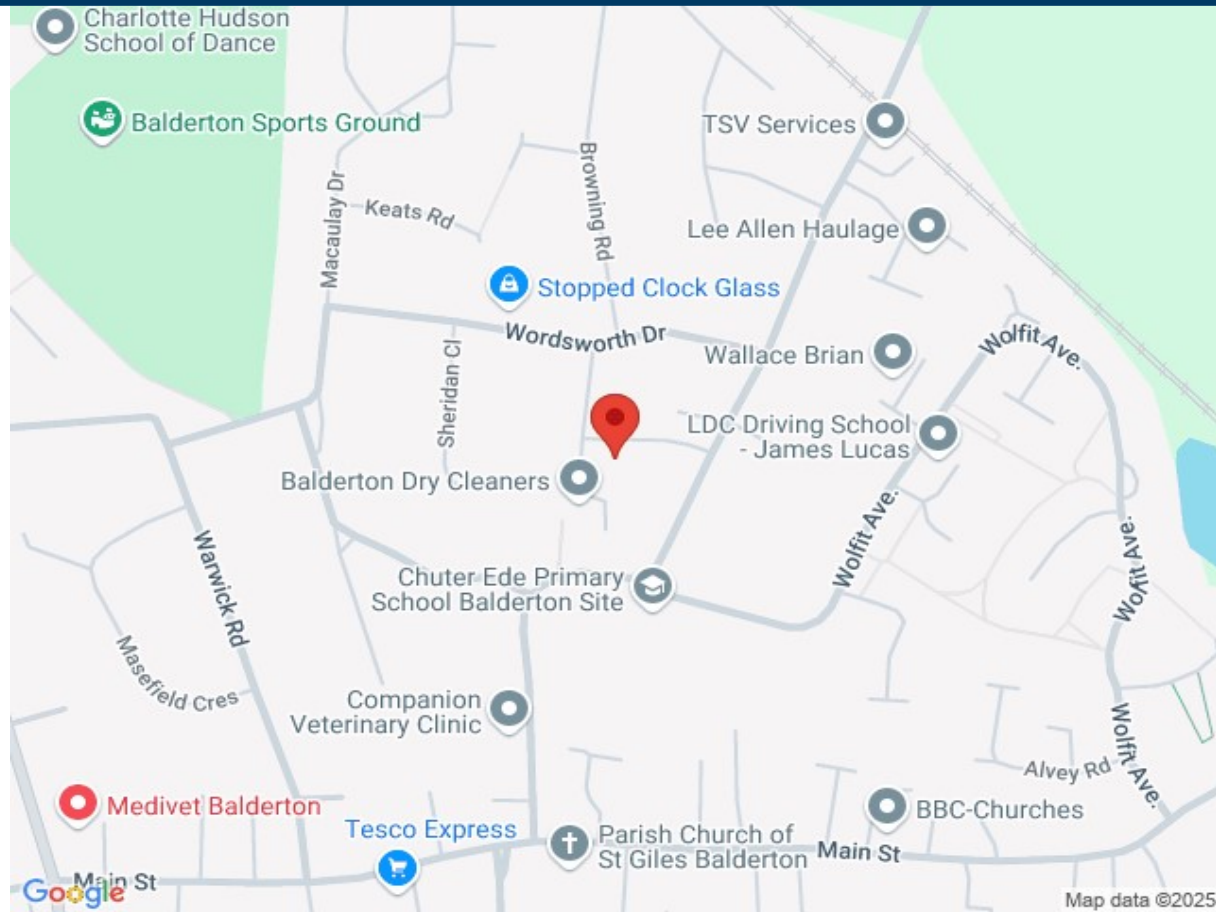 Charlotte Hudson
School of Dance
Balderton Sports Ground
TSV Services
Browning Rd
Macaulay Dr
Keats Rd
Lee Allen Haulage
Stopped Clock Glass
Wordsworth Dr
Wolfit Ave.
Wallace Brian
Sheridan Cl
LDC Driving School
- James Lucas
Balderton Dry Cleaners
Wolfit Ave.
Wolfit Ave.
Warwick Rd
Chuter Ede Primary
School Balderton Site
Masefield Cres
Companion
Veterinary Clinic
Wolfit Ave.
Alvey Rd
Medivet Balderton
BBC-Churches
Tesco Express
Parish Church of
St Giles Balderton
Main St
Main St
Google
Map data ©2025